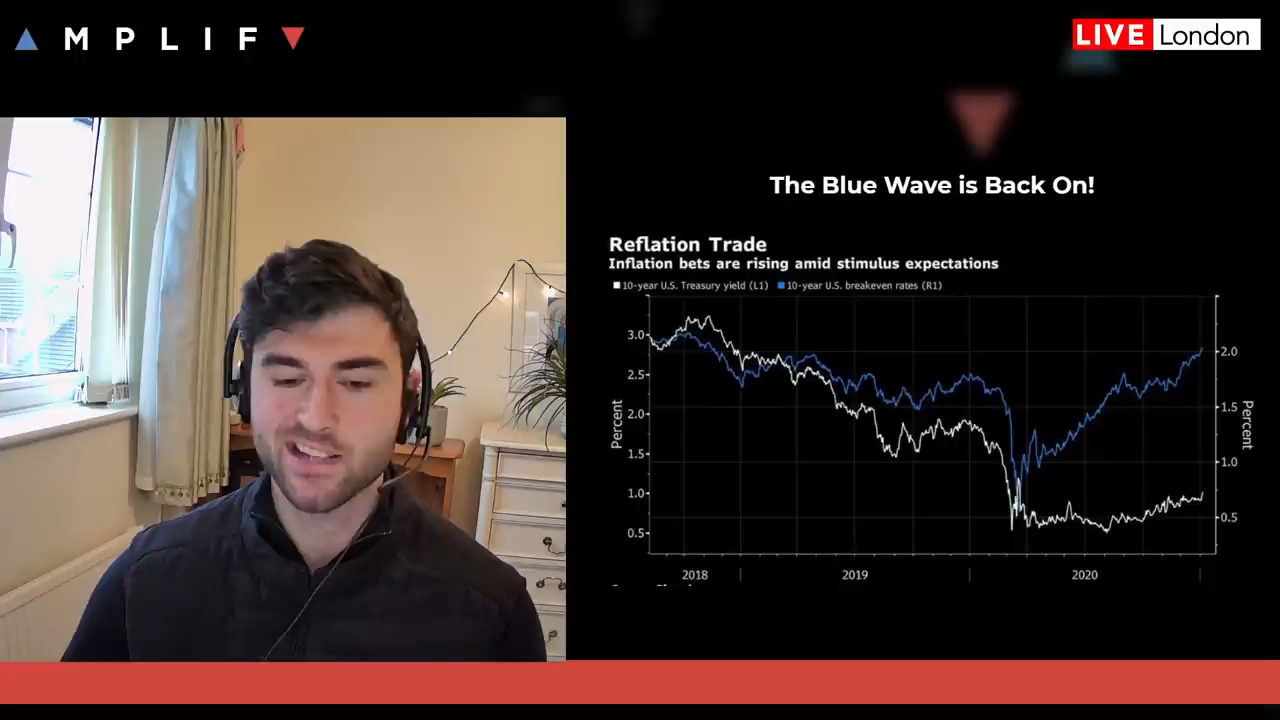 MPLIF
LIVE London
The Blue Wave is Back On!
Reflation Trade
Inflation bets are rising amid stimulus expectations
10-year U.S. Treasury yield (L1) 10-year U.S. breakeven rates (R1)
3.0
2.5
2.0
1.5
1.0
0.5
Percent
2.0
1.5
1.0
0.5
Percent
2018 2019 2020